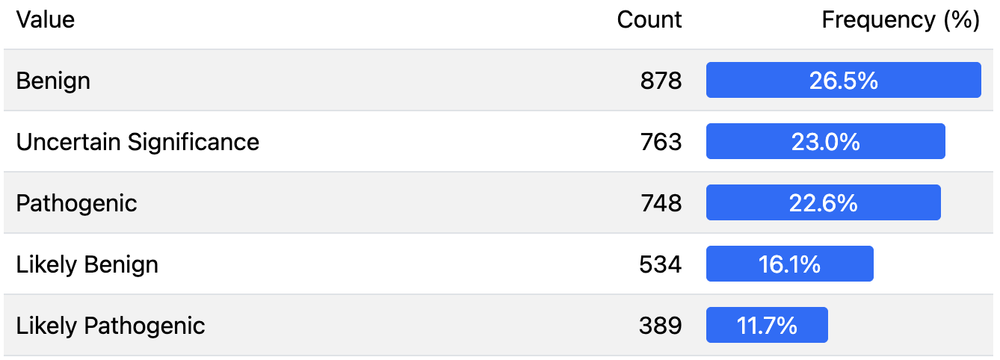 Value Count Frequency (%)
Benign 878 26.5%
Uncertain Significance 763 23.0%
Pathogenic 748 22.6%
Likely Benign 534 16.1%
Likely Pathogenic 389 11.7%